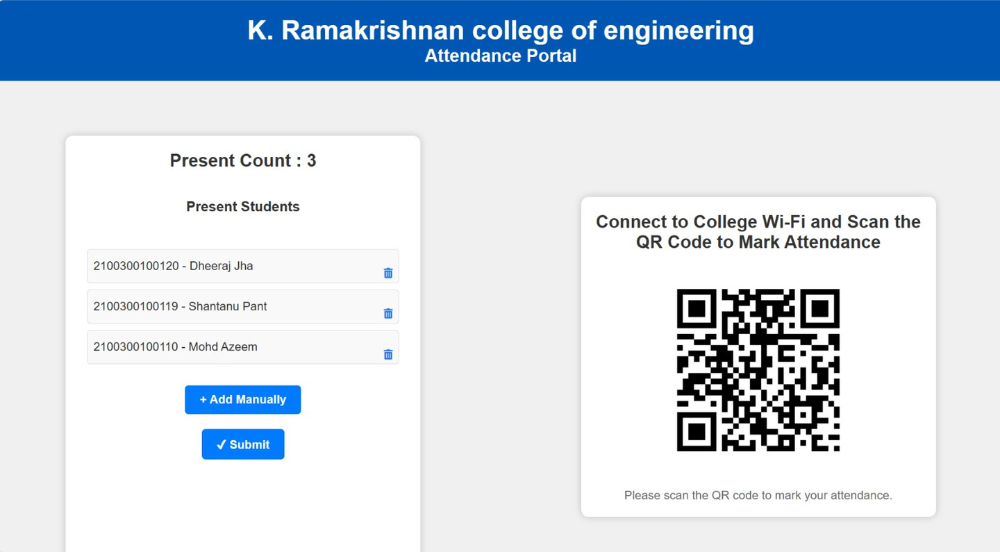 K. Ramakrishnan college of engineering
Attendance Portal
Present Count : 3
Present Students
2100300100120 - Dheeraj Jha
2100300100119 - Shantanu Pant
2100300100110 - Mohd Azeem
+ Add Manually
✓ Submit
Connect to College Wi-Fi and Scan the
QR Code to Mark Attendance
Please scan the QR code to mark your attendance.